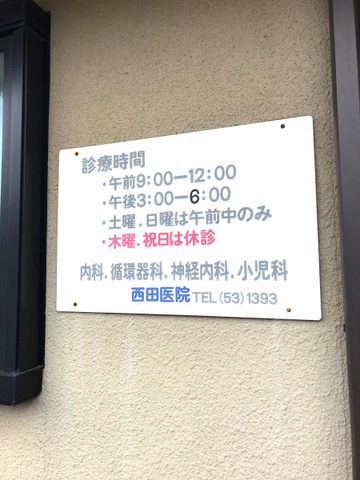 診療時間
・午前9:00ー12:00
・午後3:00ー6:00
・土曜.日曜は午前中のみ
・木曜.祝日は休診
内科.循環器科.神経内科.小児科
西田医院 TEL(53)1393